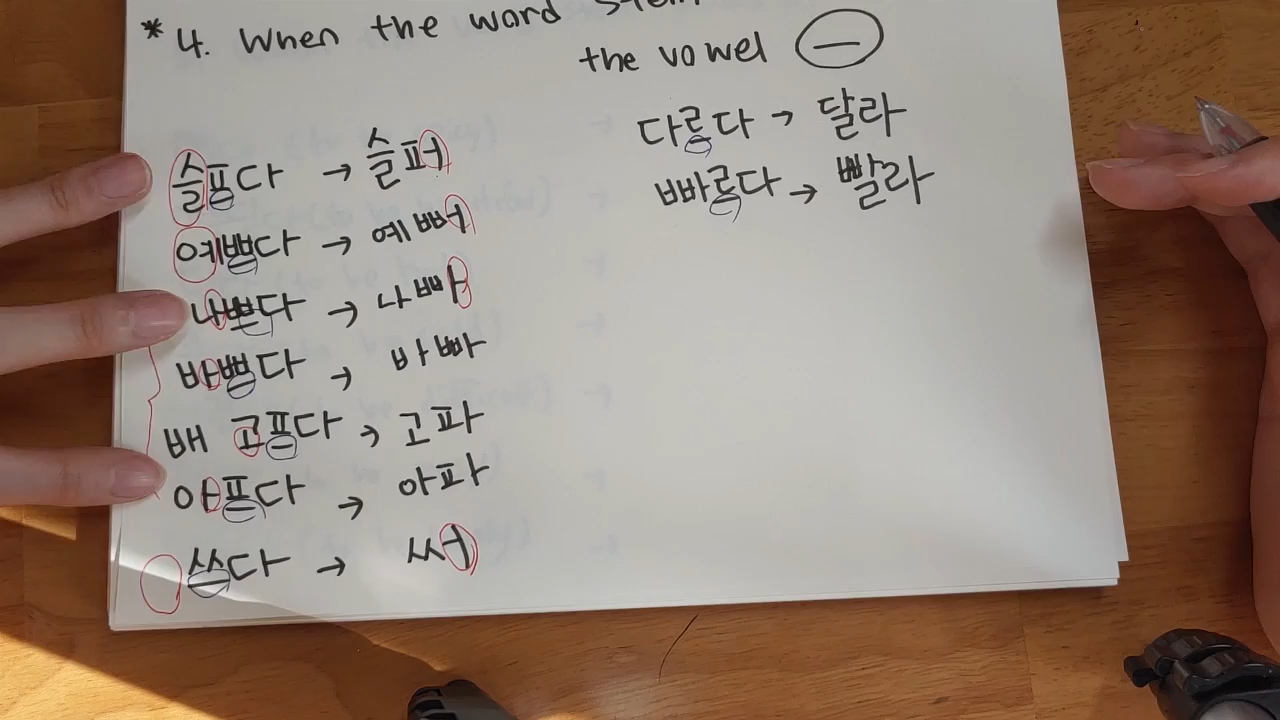 * 4. When the word stem
the vowel ㅡ
슬프다 → 슬퍼
예쁘다 → 예뻐
나쁘다 → 나빠
바쁘다 → 바빠
배 고프다 → 고파
아프다 → 아파
쓰다 → 써
다르다 → 달라
빠르다 → 빨라